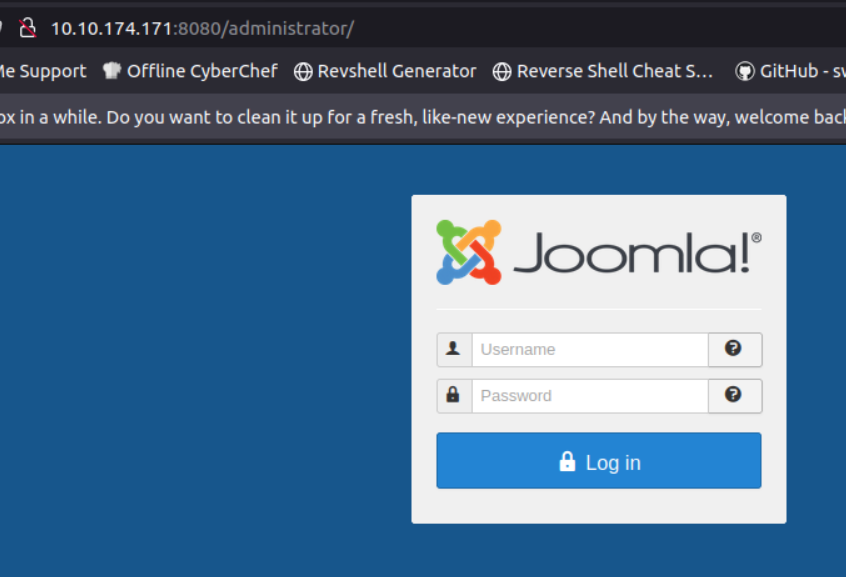 10.10.174.171:8080/administrator/
Me Support Offline CyberChef Revshell Generator Reverse Shell Cheat S... GitHub - sw
ox in a while. Do you want to clean it up for a fresh, like-new experience? And by the way, welcome back
Joomla!®
Username
Password
Log in